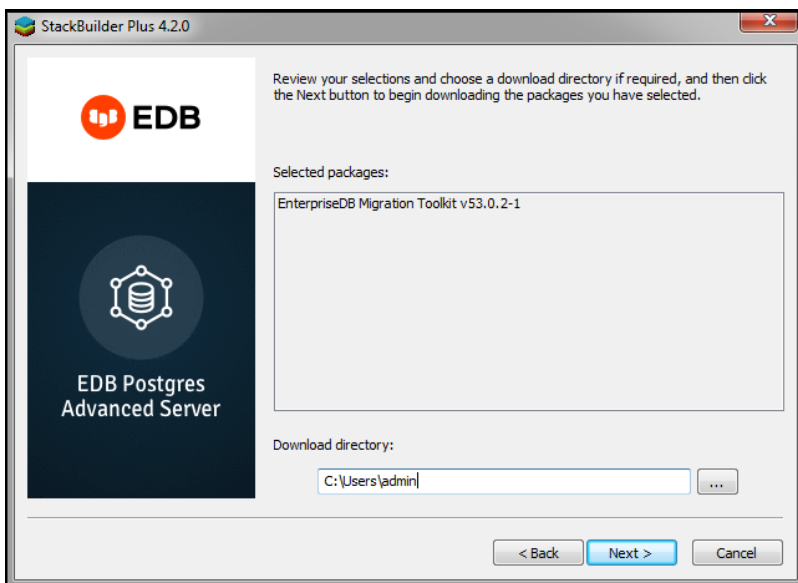 StackBuilder Plus 4.2.0
EDB
EDB Postgres
Advanced Server
Review your selections and choose a download directory if required, and then click
the Next button to begin downloading the packages you have selected.
Selected packages:
EnterpriseDB Migration Toolkit v53.0.2-1
Download directory:
C:\Users\admin
...
< Back
Next >
Cancel